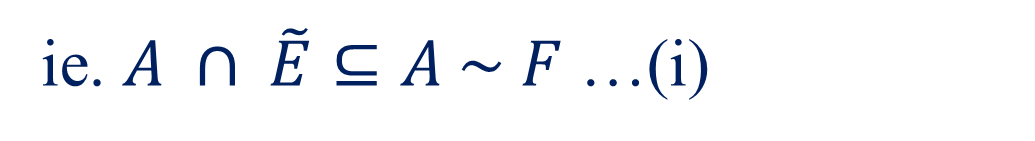 ie. 𝐴 ∩ 𝐸̃ ⊆ 𝐴 ~ 𝐹 …(i)